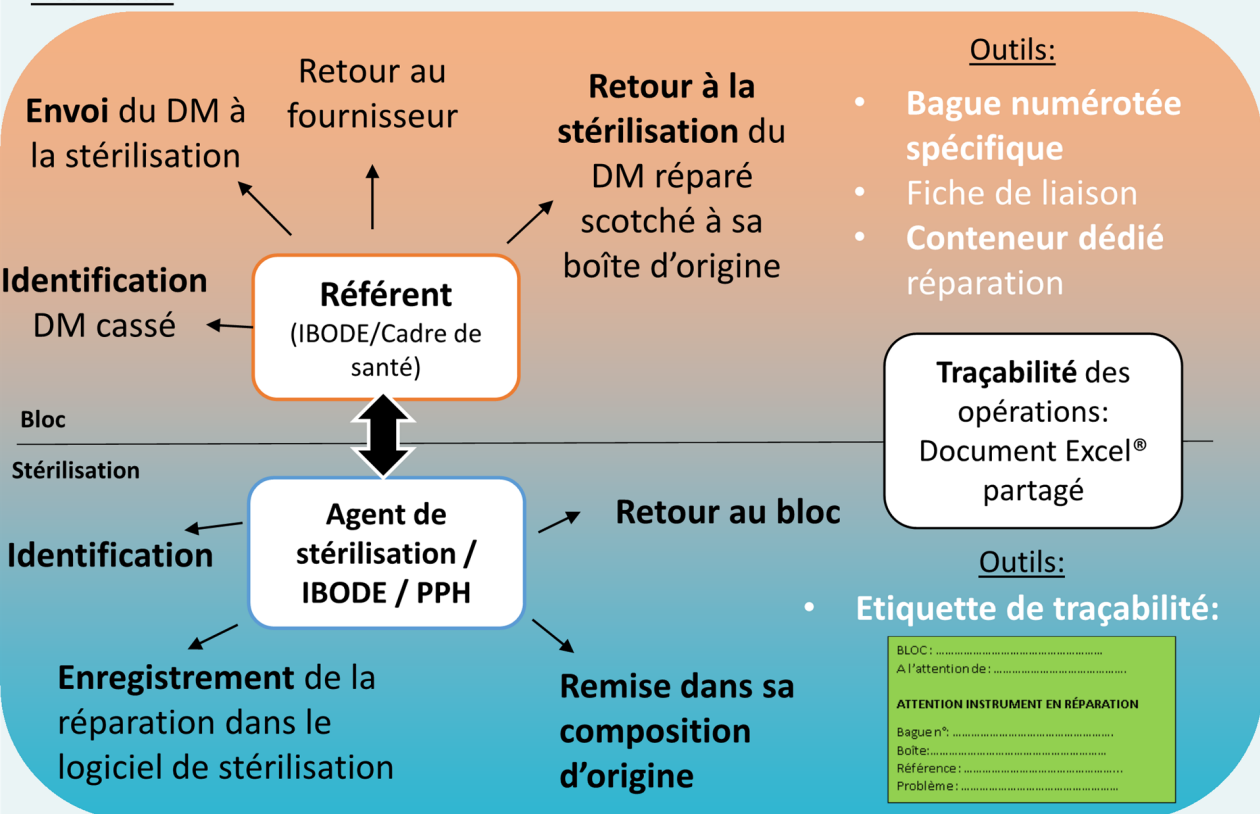 Envoi du DM à
la stérilisation
Retour au
fournisseur
Retour à la
stérilisation du
DM réparé
scotché à sa
boîte d’origine
Outils:
• Bague numérotée
spécifique
• Fiche de liaison
• Conteneur dédié
réparation
Identification
DM cassé
Référent
(IBODE/Cadre de
santé)
Traçabilité des
opérations:
Document Excel®
partagé
Bloc
Stérilisation
Agent de
stérilisation /
IBODE / PPH
Identification
Retour au bloc
Enregistrement de la
réparation dans le
logiciel de stérilisation
Remise dans sa
composition
d’origine
Outils:
• Etiquette de traçabilité:
BLOC : ……………………………………………
A l’attention de : …………………………………..
ATTENTION INSTRUMENT EN RÉPARATION
Bague n°: …………………………………………….
Boîte:……………………………………………………
Référence : …………………………………………...
Problème : …………………………………………